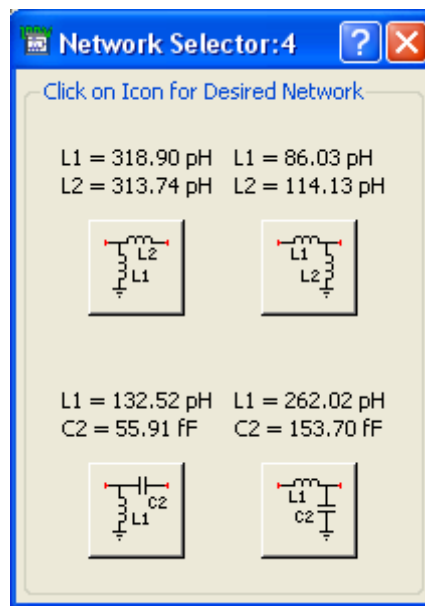 Network Selector:4
Click on Icon for Desired Network
L1 = 318.90 pH L1 = 86.03 pH
L2 = 313.74 pH L2 = 114.13 pH
L2 L1
L1 L2
L1 = 132.52 pH L1 = 262.02 pH
C2 = 55.91 fF C2 = 153.70 fF
C2 L1
L1 C2